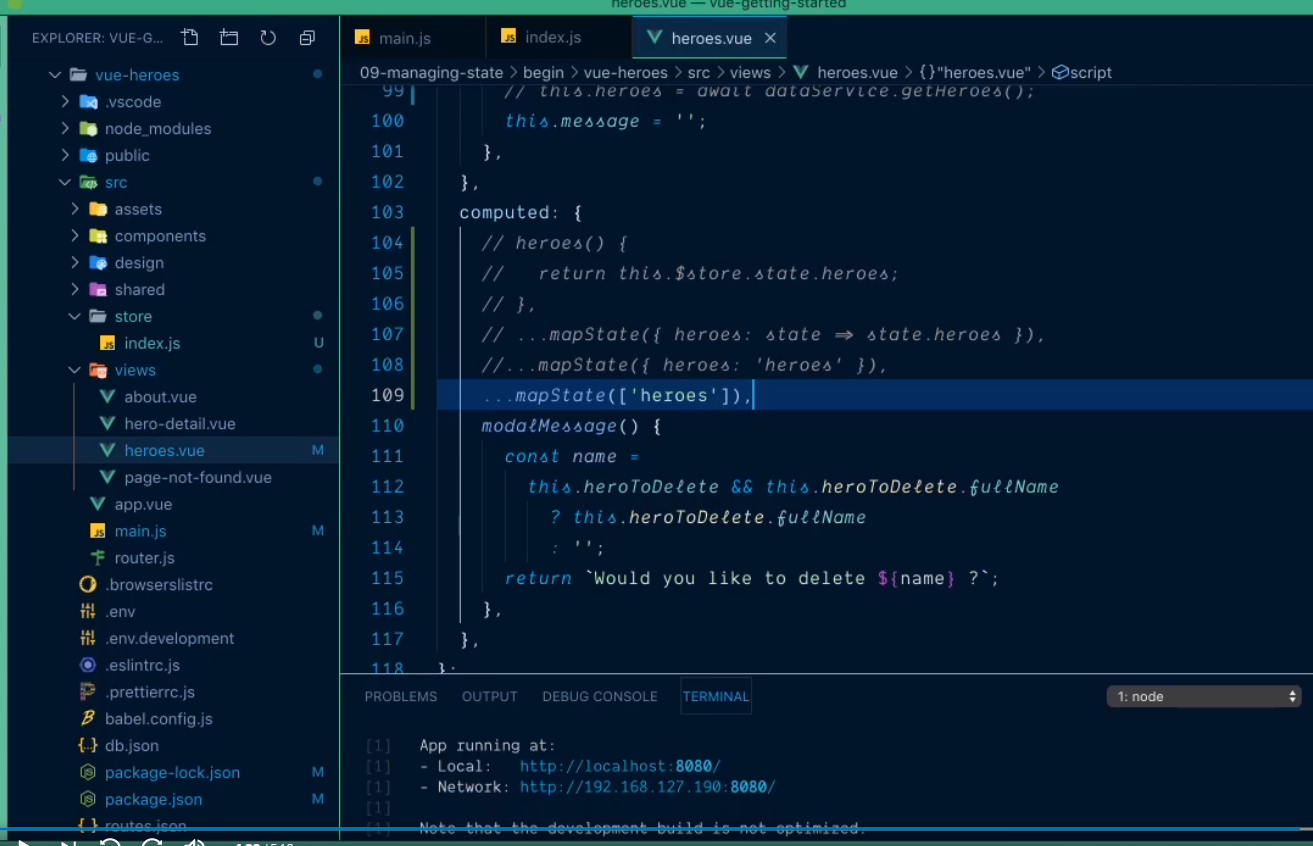 heroes.vue — vue-getting-started
EXPLORER: VUE-G...
JS main.js
JS index.js
heroes.vue ×
09-managing-state > begin > vue-heroes > src > views > heroes.vue > {} "heroes.vue" > script
vue-heroes
.vscode
node_modules
public
src
assets
components
design
shared
store
JS index.js U
views
about.vue
hero-detail.vue
heroes.vue M
page-not-found.vue
app.vue
JS main.js M
router.js
.browserslistrc
.env
.env.development
.eslintrc.js
.prettierrc.js
babel.config.js
{..} db.json
package-lock.json M
package.json M
{ } routes.json
99 // this.heroes = await dataService.getHeroes();
100 this.message = '';
101 },
102 },
103 computed: {
104 // heroes() {
105 //   return this.$store.state.heroes;
106 // },
107 // ...mapState({ heroes: state => state.heroes }),
108 //...mapState({ heroes: 'heroes' }),
109 ...mapState(['heroes']),
110 modalMessage() {
111 const name =
112 this.heroToDelete && this.heroToDelete.fullName
113 ? this.heroToDelete.fullName
114 : '';
115 return `Would you like to delete ${name} ?`;
116 },
117 },
118 };
PROBLEMS OUTPUT DEBUG CONSOLE TERMINAL 1: node
[1] App running at:
[1] - Local: http://localhost:8080/
[1] - Network: http://192.168.127.190:8080/
[1]
[1] Note that the development build is not optimized.